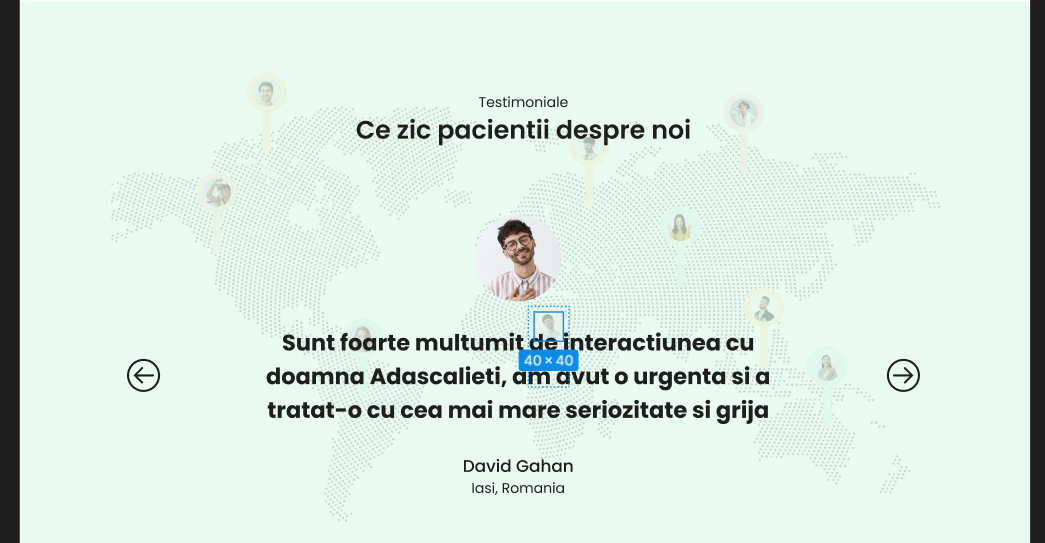 Testimoniale
Ce zic pacientii despre noi
Sunt foarte multumit de interactiunea cu
40 × 40
doamna Adascalieti, am avut o urgenta si a
tratat-o cu cea mai mare seriozitate si grija
David Gahan
Iasi, Romania